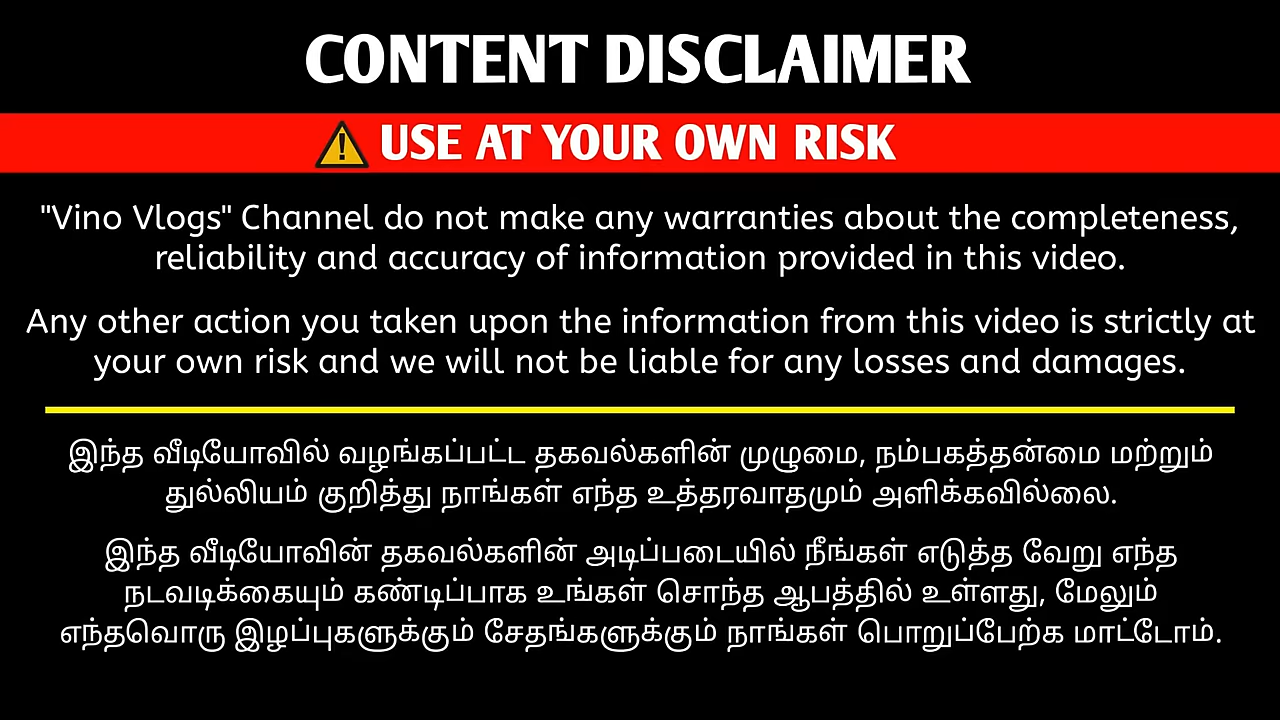 CONTENT DISCLAIMER
⚠ USE AT YOUR OWN RISK
"Vino Vlogs" Channel do not make any warranties about the completeness,
reliability and accuracy of information provided in this video.
Any other action you taken upon the information from this video is strictly at
your own risk and we will not be liable for any losses and damages.
இந்த வீடியோவில் வழங்கப்பட்ட தகவல்களின் முழுமை, நம்பகத்தன்மை மற்றும்
துல்லியம் குறித்து நாங்கள் எந்த உத்தரவாதமும் அளிக்கவில்லை.
இந்த வீடியோவின் தகவல்களின் அடிப்படையில் நீங்கள் எடுத்த வேறு எந்த
நடவடிக்கையும் கண்டிப்பாக உங்கள் சொந்த ஆபத்தில் உள்ளது, மேலும்
எந்தவொரு இழப்புகளுக்கும் சேதங்களுக்கும் நாங்கள் பொறுப்பேற்க மாட்டோம்.